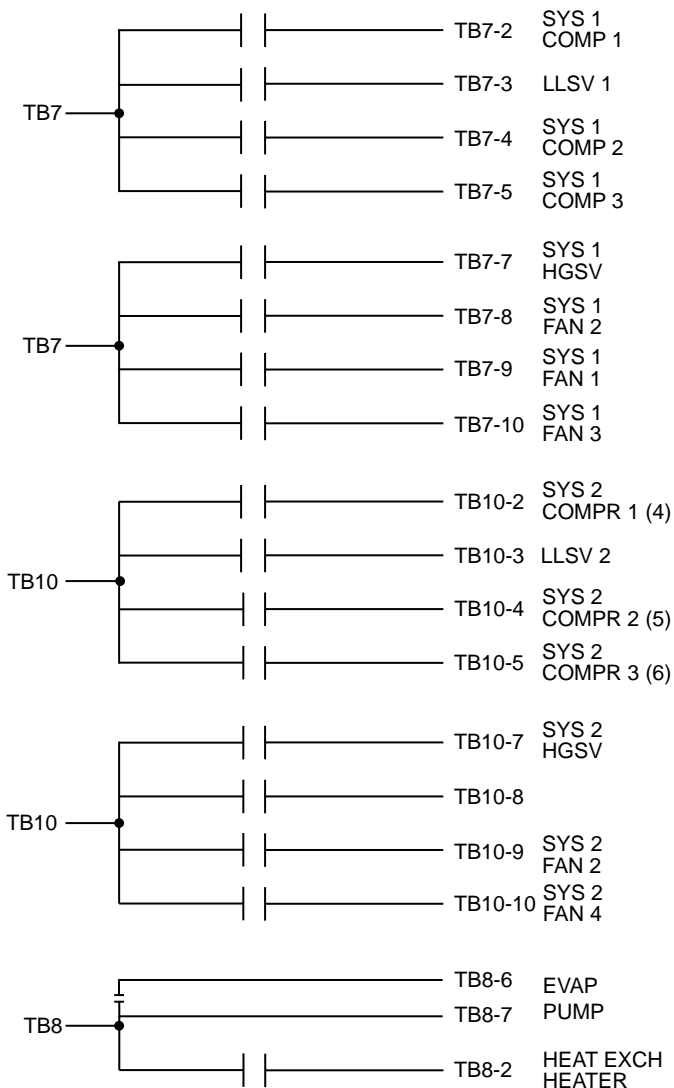 TB7
TB7-2 SYS 1
COMP 1
TB7-3 LLSV 1
TB7-4 SYS 1
COMP 2
TB7-5 SYS 1
COMP 3
TB7
TB7-7 SYS 1
HGSV
TB7-8 SYS 1
FAN 2
TB7-9 SYS 1
FAN 1
TB7-10 SYS 1
FAN 3
TB10
TB10-2 SYS 2
COMPR 1 (4)
TB10-3 LLSV 2
TB10-4 SYS 2
COMPR 2 (5)
TB10-5 SYS 2
COMPR 3 (6)
TB10
TB10-7 SYS 2
HGSV
TB10-8
TB10-9 SYS 2
FAN 2
TB10-10 SYS 2
FAN 4
TB8
TB8-6 EVAP
TB8-7 PUMP
TB8-2 HEAT EXCH
HEATER